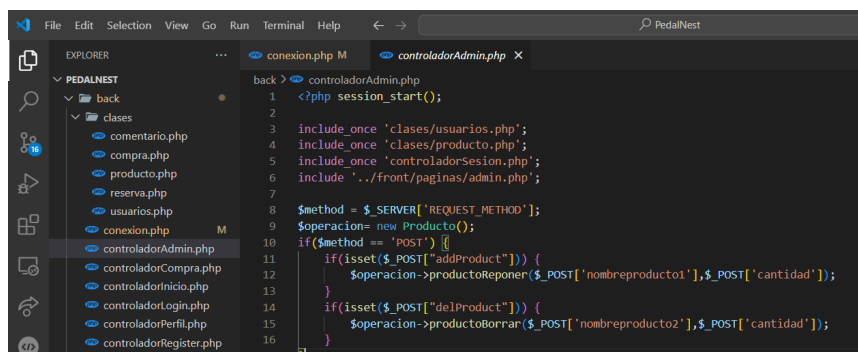 File Edit Selection View Go Run Terminal Help ← → PedalNest
EXPLORER ...
conexion.php M controladorAdmin.php ×
PEDALNEST
back
clases
comentario.php
compra.php
producto.php
reserva.php
usuarios.php
conexion.php M
controladorAdmin.php
controladorCompra.php
controladorInicio.php
controladorLogin.php
controladorPerfil.php
controladorRegister.php
16
back > controladorAdmin.php
1 <?php session_start();
2
3 include_once 'clases/usuarios.php';
4 include_once 'clases/producto.php';
5 include_once 'controladorSesion.php';
6 include '../front/paginas/admin.php';
7
8 $method = $_SERVER['REQUEST_METHOD'];
9 $operacion= new Producto();
10 if($method == 'POST') {
11 if(isset($_POST["addProduct"])) {
12 $operacion->productoReponer($_POST['nombreproducto1'],$_POST['cantidad']);
13 }
14 if(isset($_POST["delProduct"])) {
15 $operacion->productoBorrar($_POST['nombreproducto2'],$_POST['cantidad']);
16 }